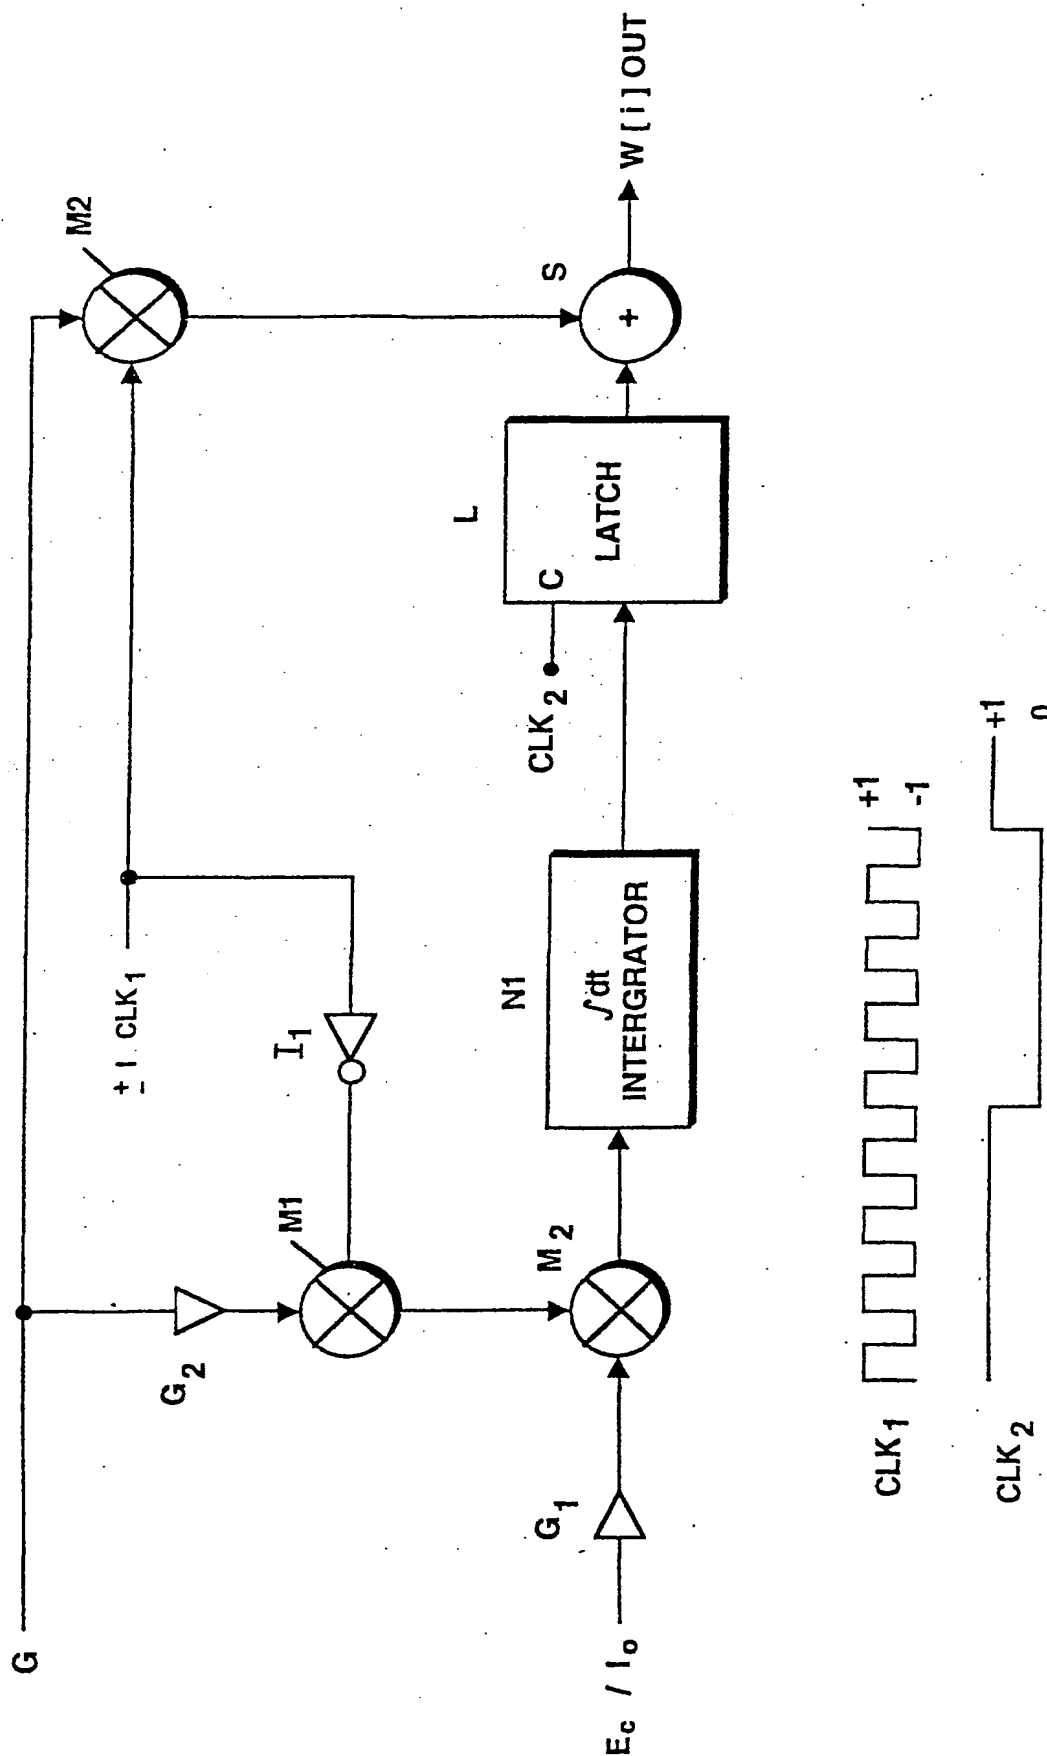 G
G2
± 1 CLK1
M2
I1
M1
M2
Ec / Io
G1
N1
∫dt
INTERGRATOR
CLK2
C
L
LATCH
S
+
W [ i ] OUT
CLK1
+1
-1
CLK2
+1
0